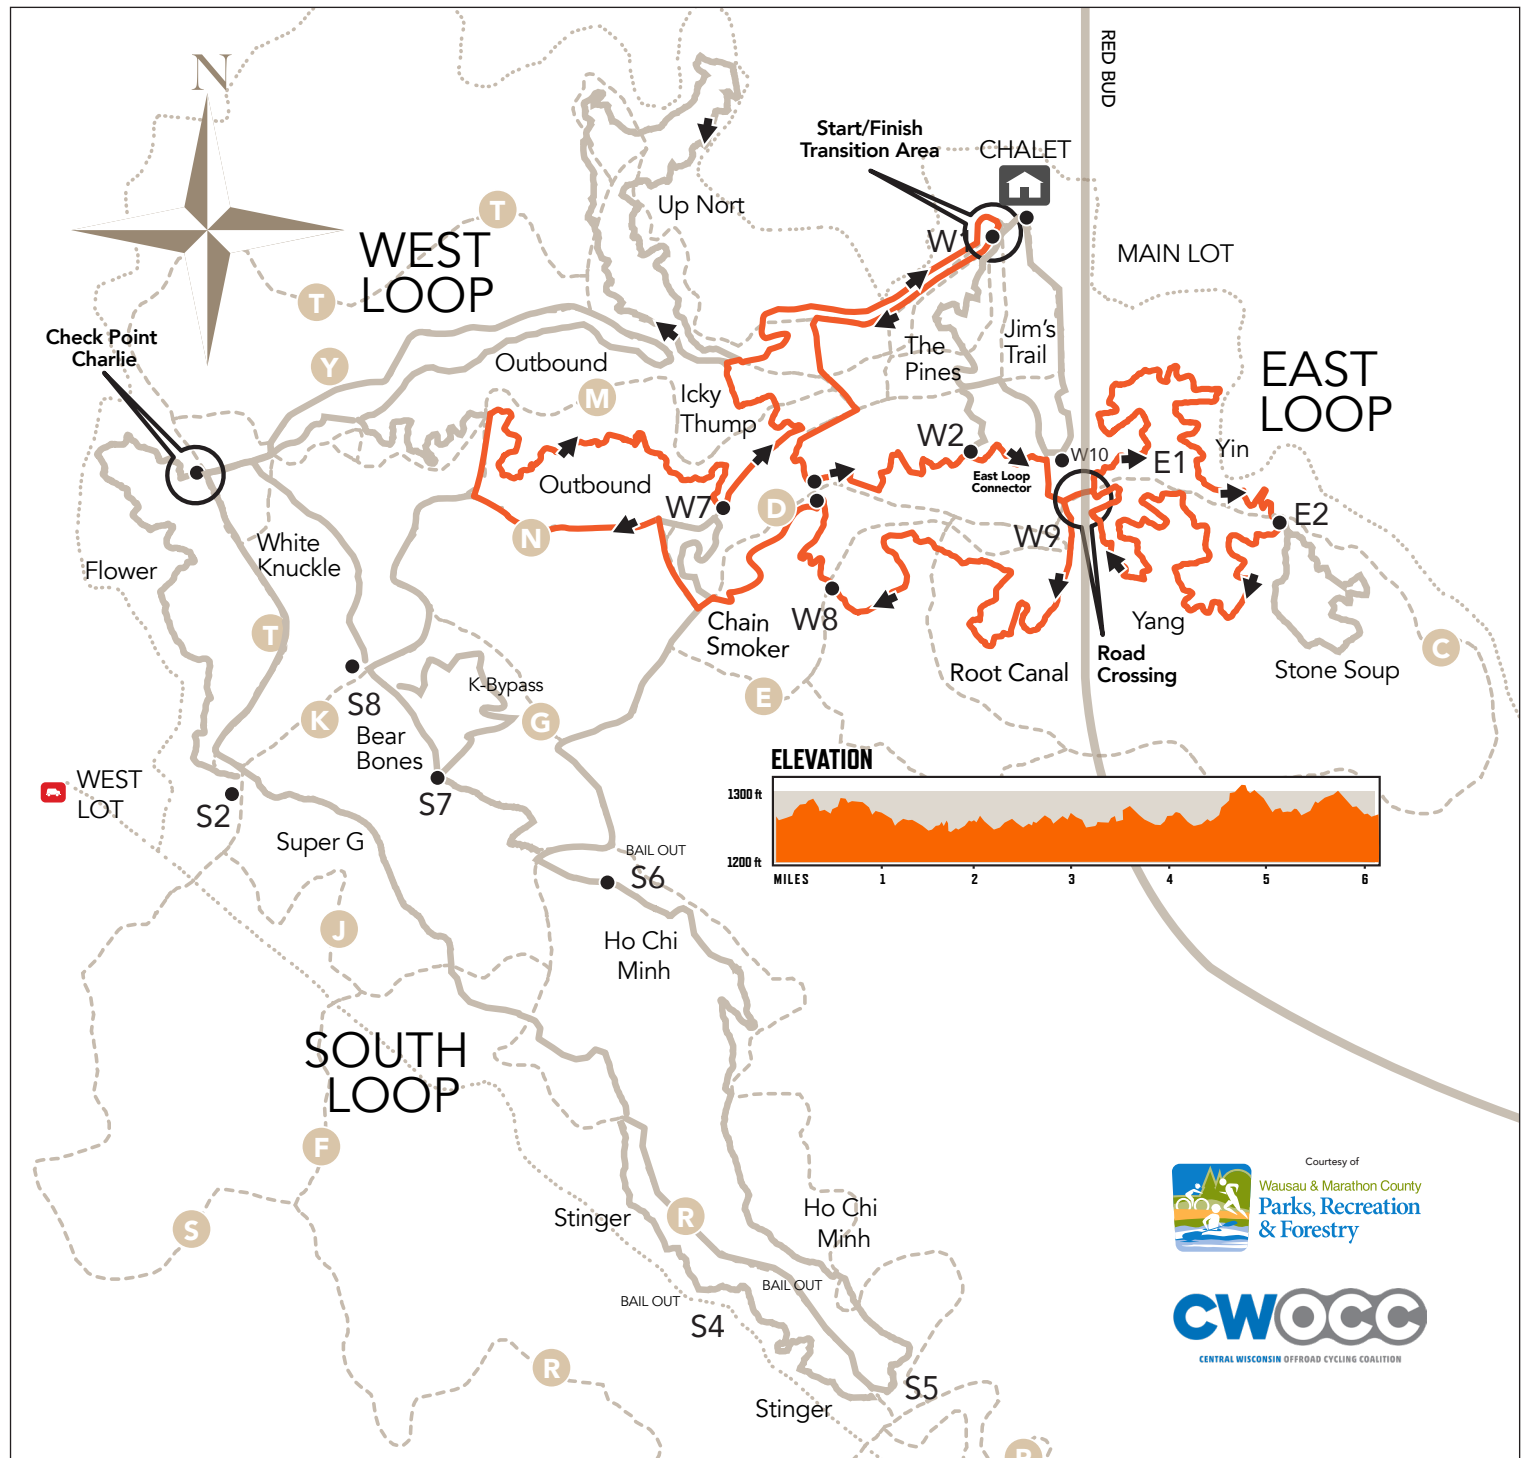 N
RED BUD
Start/Finish
Transition Area
CHALET
Up Nort
T
WEST
LOOP
W1
MAIN LOT
T
Check Point
Charlie
Y
Outbound
The
Pines
Jim's
Trail
EAST
LOOP
M
Icky
Thump
W2
W10
E1
Yin
East Loop
Connector
Outbound
W7
D
E2
N
W9
White
Knuckle
Flower
W8
Chain
Smoker
Yang
T
C
Road
Crossing
Root Canal
Stone Soup
K-Bypass
E
S8
K
G
Bear
Bones
ELEVATION
WEST
LOT
1300 ft
S7
S2
Super G
BAIL OUT
1200 ft
S6
MILES 1 2 3 4 5 6
J
Ho Chi
Minh
SOUTH
LOOP
F
Courtesy of
Wausau & Marathon County
Parks, Recreation
& Forestry
S
Stinger
R
Ho Chi
Minh
BAIL OUT
BAIL OUT
S4
CWOCC
CENTRAL WISCONSIN OFFROAD CYCLING COALITION
R
S5
Stinger